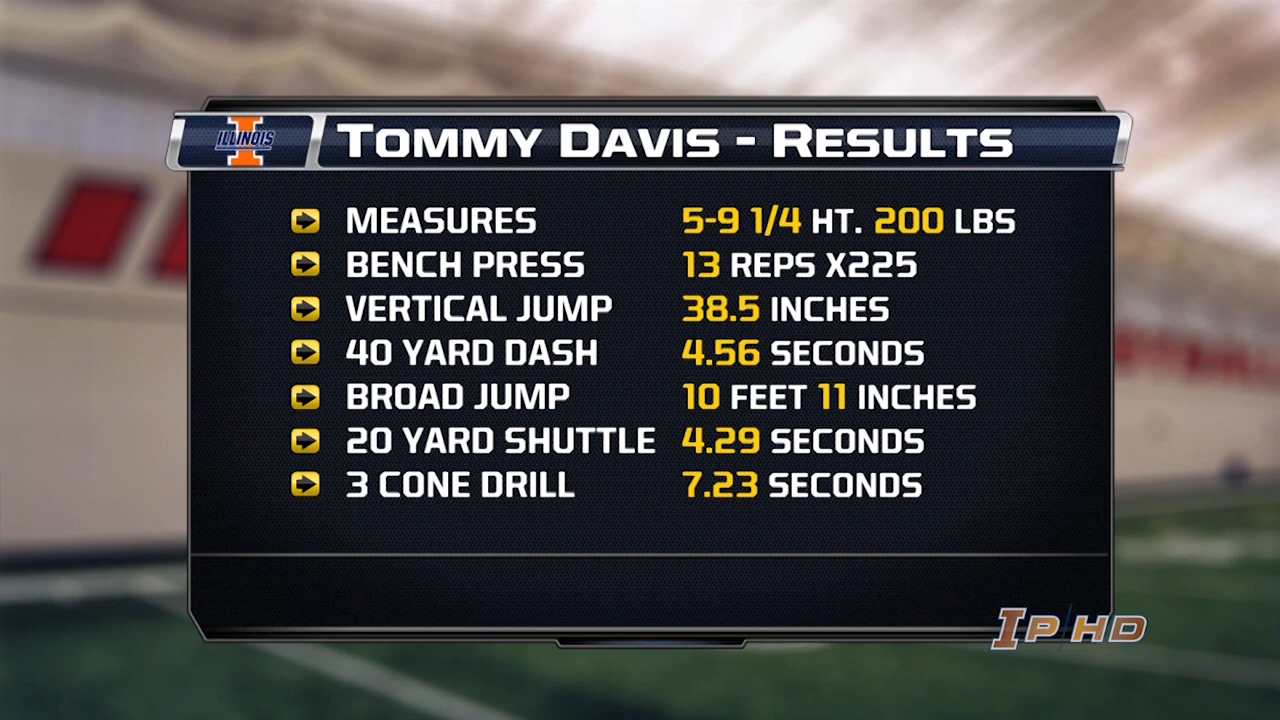 ILLINOIS
TOMMY DAVIS - RESULTS
MEASURES 5-9 1/4 HT. 200 LBS
BENCH PRESS 13 REPS X225
VERTICAL JUMP 38.5 INCHES
40 YARD DASH 4.56 SECONDS
BROAD JUMP 10 FEET 11 INCHES
20 YARD SHUTTLE 4.29 SECONDS
3 CONE DRILL 7.23 SECONDS
IP/HD